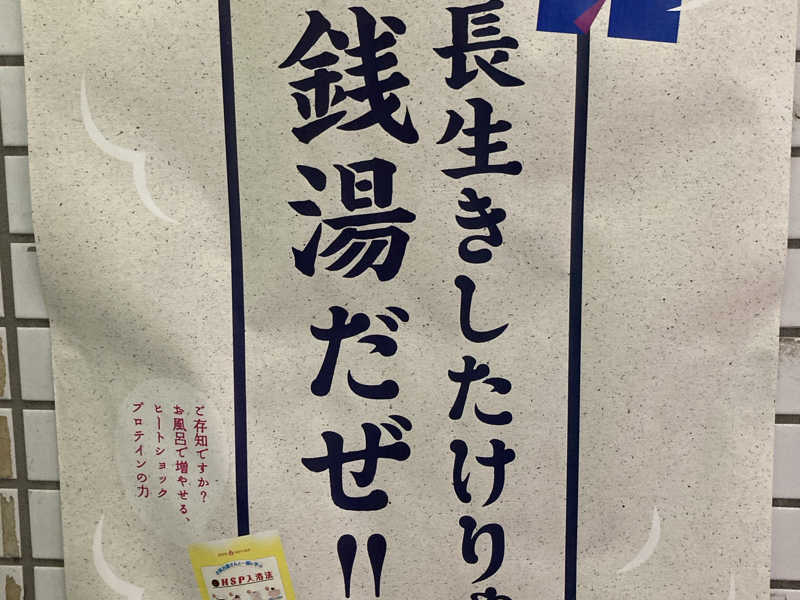 長生きしたけりゃ
銭湯だぜ!!
ご存知ですか?
お風呂で増やせる、
ヒートショック
プロテインの力
HSP入浴法